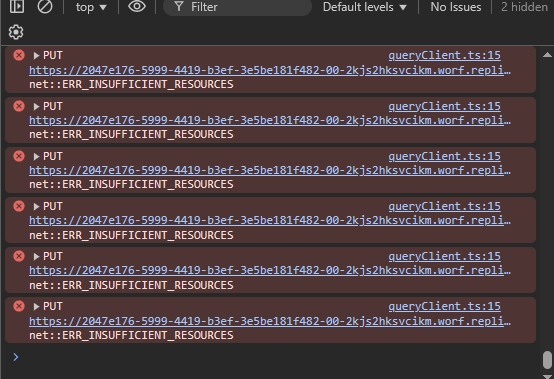 top Filter Default levels No Issues 2 hidden
PUT queryClient.ts:15
https://2047e176-5999-4419-b3ef-3e5be181f482-00-2kjs2hksvcikm.worf.repli…
net::ERR_INSUFFICIENT_RESOURCES
PUT queryClient.ts:15
https://2047e176-5999-4419-b3ef-3e5be181f482-00-2kjs2hksvcikm.worf.repli…
net::ERR_INSUFFICIENT_RESOURCES
PUT queryClient.ts:15
https://2047e176-5999-4419-b3ef-3e5be181f482-00-2kjs2hksvcikm.worf.repli…
net::ERR_INSUFFICIENT_RESOURCES
PUT queryClient.ts:15
https://2047e176-5999-4419-b3ef-3e5be181f482-00-2kjs2hksvcikm.worf.repli…
net::ERR_INSUFFICIENT_RESOURCES
PUT queryClient.ts:15
https://2047e176-5999-4419-b3ef-3e5be181f482-00-2kjs2hksvcikm.worf.repli…
net::ERR_INSUFFICIENT_RESOURCES
PUT queryClient.ts:15
https://2047e176-5999-4419-b3ef-3e5be181f482-00-2kjs2hksvcikm.worf.repli…
net::ERR_INSUFFICIENT_RESOURCES